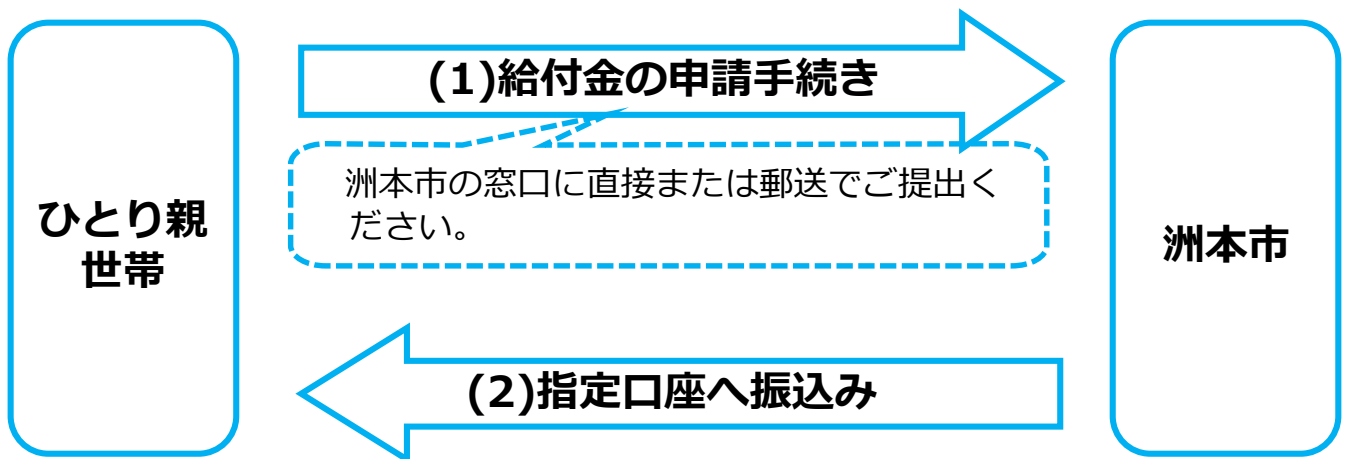 (1)給付金の申請手続き
洲本市の窓口に直接または郵送でご提出く
ださい。
ひとり親
世帯
洲本市
(2)指定口座へ振込み